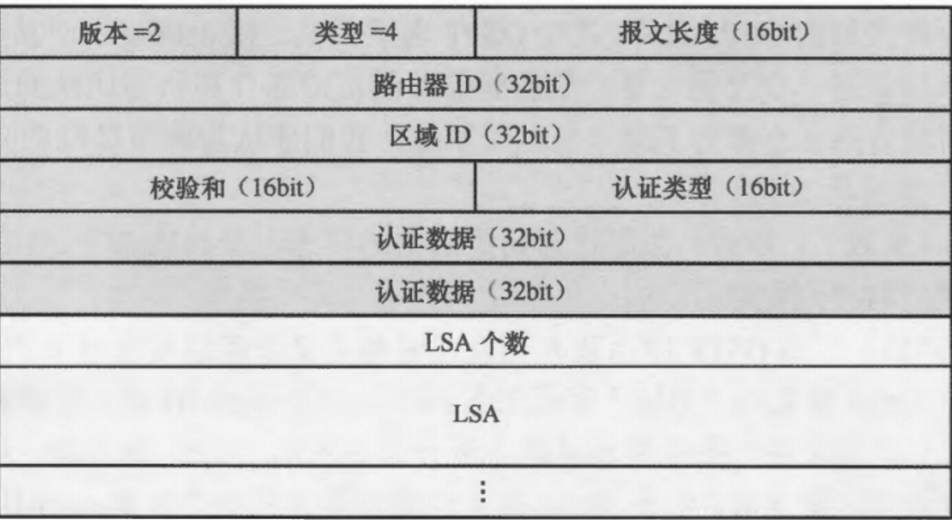 版本 =2 类型 =4 报文长度（16bit）
路由器 ID（32bit）
区域 ID（32bit）
校验和（16bit） 认证类型（16bit）
认证数据（32bit）
认证数据（32bit）
LSA 个数
LSA
⋮